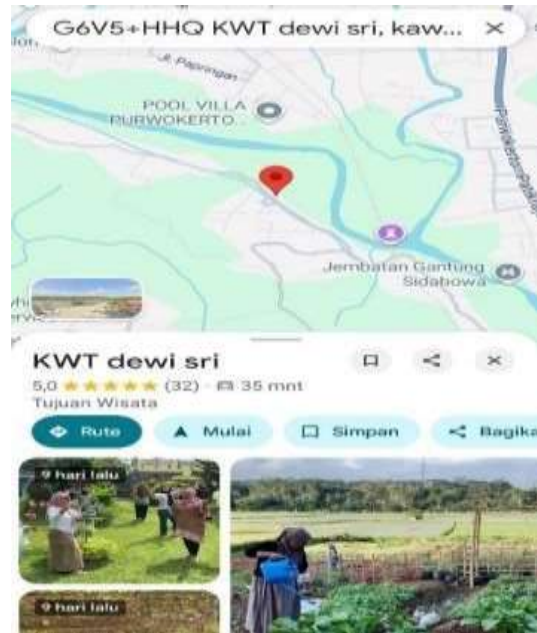 G6V5+HHQ KWT dewi sri, kaw...
Jl. Papringan
POOL VILLA
PURWOKERTO...
Jembatan Gantung
Sidabowa
KWT dewi sri
5,0 (32) 35 mnt
Tujuan Wisata
Rute Mulai Simpan Bagika
9 hari lalu
9 hari lalu